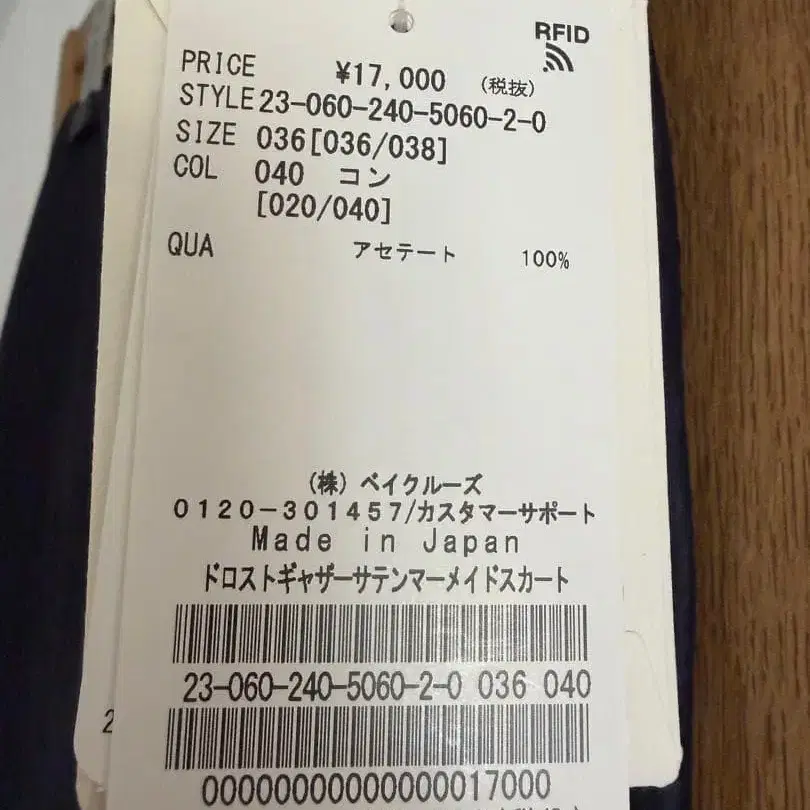 RFID
PRICE ¥17,000 (税抜)
STYLE 23-060-240-5060-2-0
SIZE 036[036/038]
COL 040 コン
[020/040]
QUA アセテート 100%
(株) ベイクルーズ
0120-301457/カスタマーサポート
Made in Japan
ドロストギャザーサテンマーメイドスカート
23-060-240-5060-2-0 036 040
2
00000000000000017000